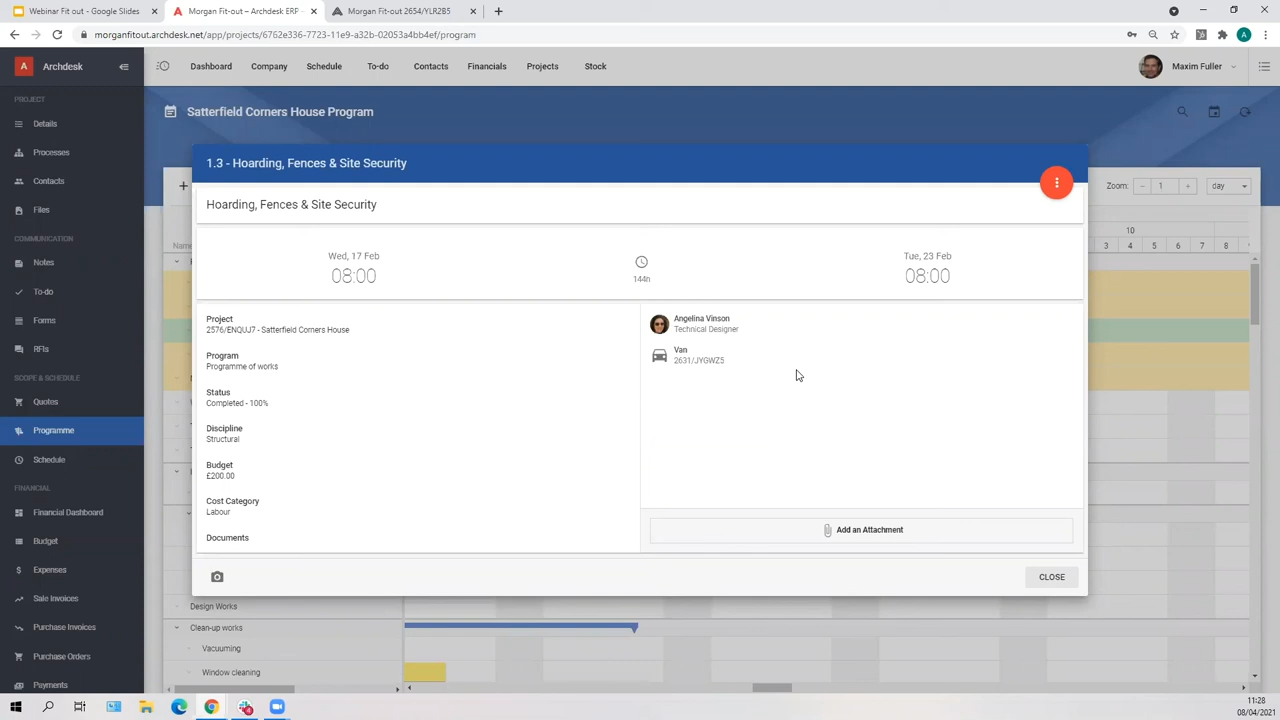 Webinar Fit out - Google Slides
Morgan Fit-out – Archdesk ERP -
Morgan Fit-out 2654/YLR2B5
morganfitout.archdesk.net/app/projects/6762e336-7723-11e9-a32b-02053a4bb4ef/program
A
A
Archdesk
Dashboard
Company
Schedule
To-do
Contacts
Financials
Projects
Stock
Maxim Fuller
PROJECT
Details
Processes
Contacts
Files
COMMUNICATION
Notes
To-do
Forms
RFIs
SCOPE & SCHEDULE
Quotes
Programme
Schedule
FINANCIAL
Financial Dashboard
Budget
Expenses
Sale Invoices
Purchase Invoices
Purchase Orders
Payments
Satterfield Corners House Program
Zoom: 1 day
10
3 4 5 6 7 8 9
Name
1.3 - Hoarding, Fences & Site Security
Hoarding, Fences & Site Security
Wed, 17 Feb
08:00
144h
Tue, 23 Feb
08:00
Project
2576/ENQUJ7 - Satterfield Corners House
Program
Programme of works
Status
Completed - 100%
Discipline
Structural
Budget
£200.00
Cost Category
Labour
Documents
Angelina Vinson
Technical Designer
Van
2631/JYGWZ5
Add an Attachment
CLOSE
Design Works
Clean-up works
Vacuuming
Window cleaning
11:28
08/04/2021